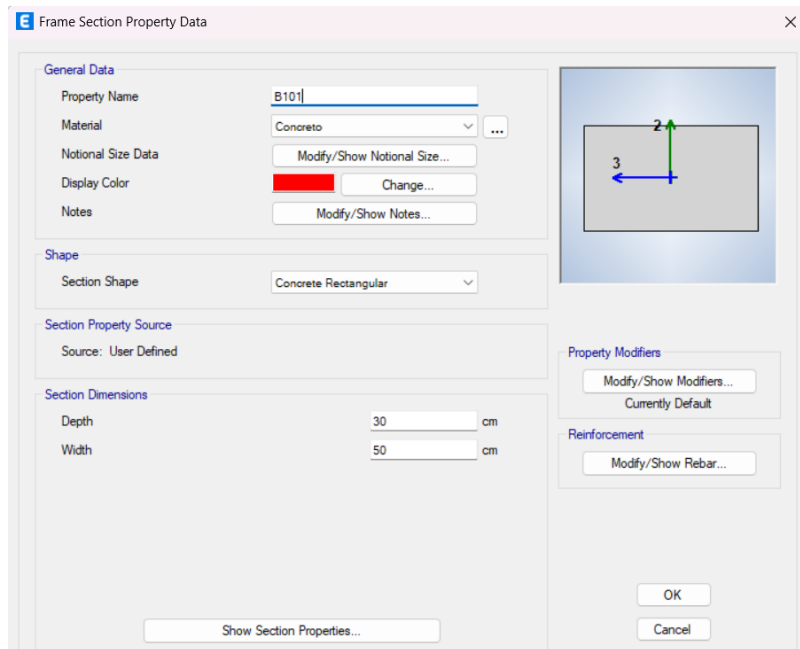 E Frame Section Property Data
General Data
Property Name B101
Material Concreto ...
Notional Size Data Modify/Show Notional Size...
Display Color Change...
Notes Modify/Show Notes...
Shape
Section Shape Concrete Rectangular
Section Property Source
Source: User Defined
Section Dimensions
Depth 30 cm
Width 50 cm
Show Section Properties...
2
3
Property Modifiers
Modify/Show Modifiers...
Currently Default
Reinforcement
Modify/Show Rebar...
OK
Cancel